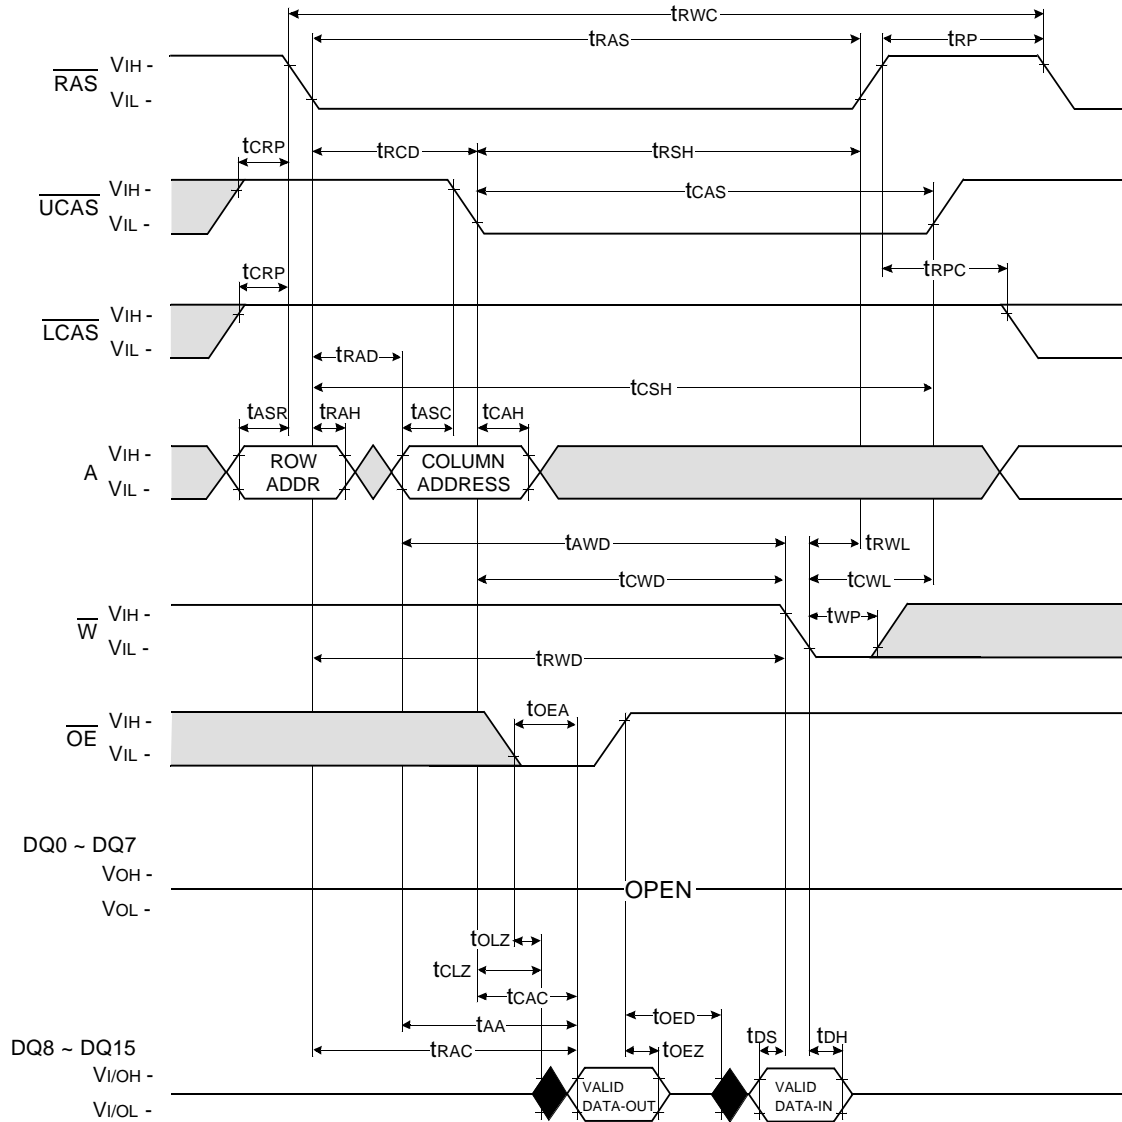 tRWC
tRAS
tRP
RAS
VIH -
VIL -
tCRP
tRCD
tRSH
UCAS
VIH -
VIL -
tCAS
tCRP
tRPC
LCAS
VIH -
VIL -
tRAD
tCSH
tASR
tRAH
tASC
tCAH
A
VIH -
VIL -
ROW
ADDR
COLUMN
ADDRESS
tAWD
tRWL
tCWD
tCWL
W
VIH -
VIL -
tWP
tRWD
OE
VIH -
VIL -
tOEA
DQ0 ~ DQ7
VOH -
VOL -
OPEN
tOLZ
tCLZ
tCAC
tAA
tOED
tRAC
tOEZ
tDS
tDH
DQ8 ~ DQ15
VI/OH -
VI/OL -
VALID
DATA-OUT
VALID
DATA-IN